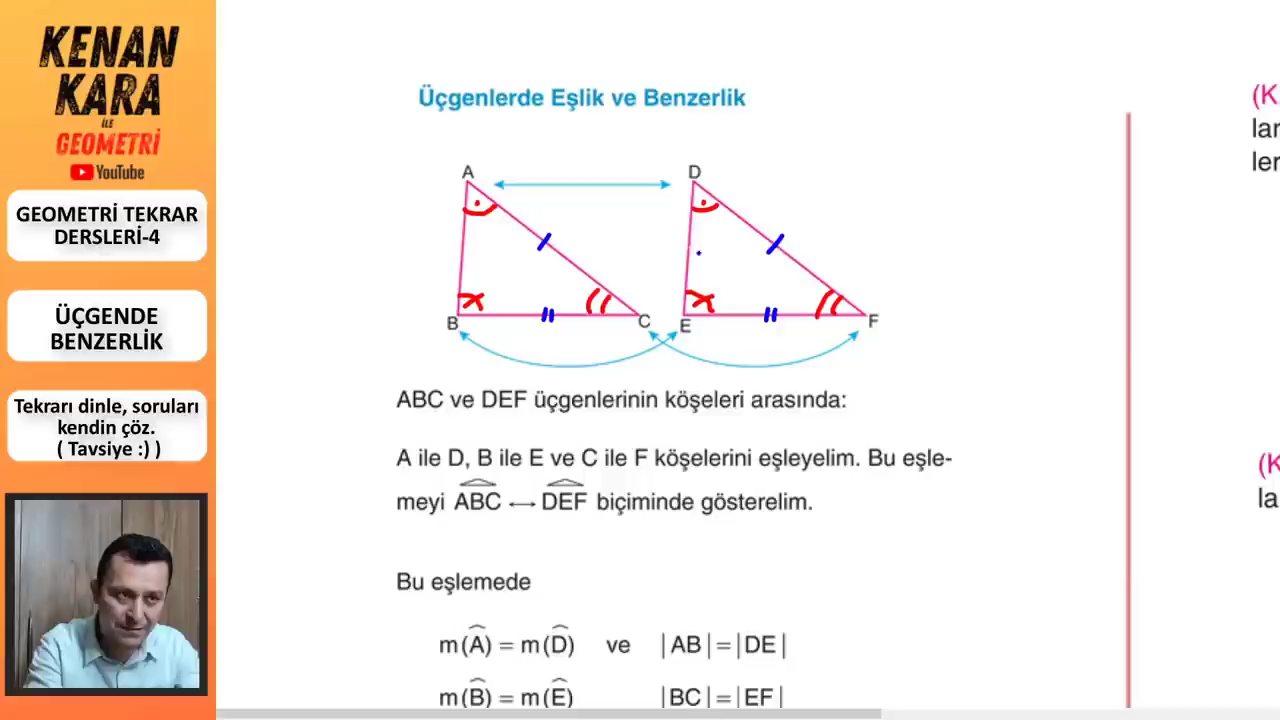 KENAN
KARA
İLE
GEOMETRİ
YouTube
GEOMETRİ TEKRAR
DERSLERİ-4
ÜÇGENDE
BENZERLİK
Tekrarı dinle, soruları
kendin çöz.
( Tavsiye :) )
Üçgenlerde Eşlik ve Benzerlik
A D
B C E F
ABC ve DEF üçgenlerinin köşeleri arasında:
A ile D, B ile E ve C ile F köşelerini eşleyelim. Bu eşle-
meyi ABC ↔ DEF biçiminde gösterelim.
Bu eşlemede
m(A) = m(D) ve |AB|=|DE|
m(B) = m(E) |BC|=|EF|
(K
lar
ler
(K
la